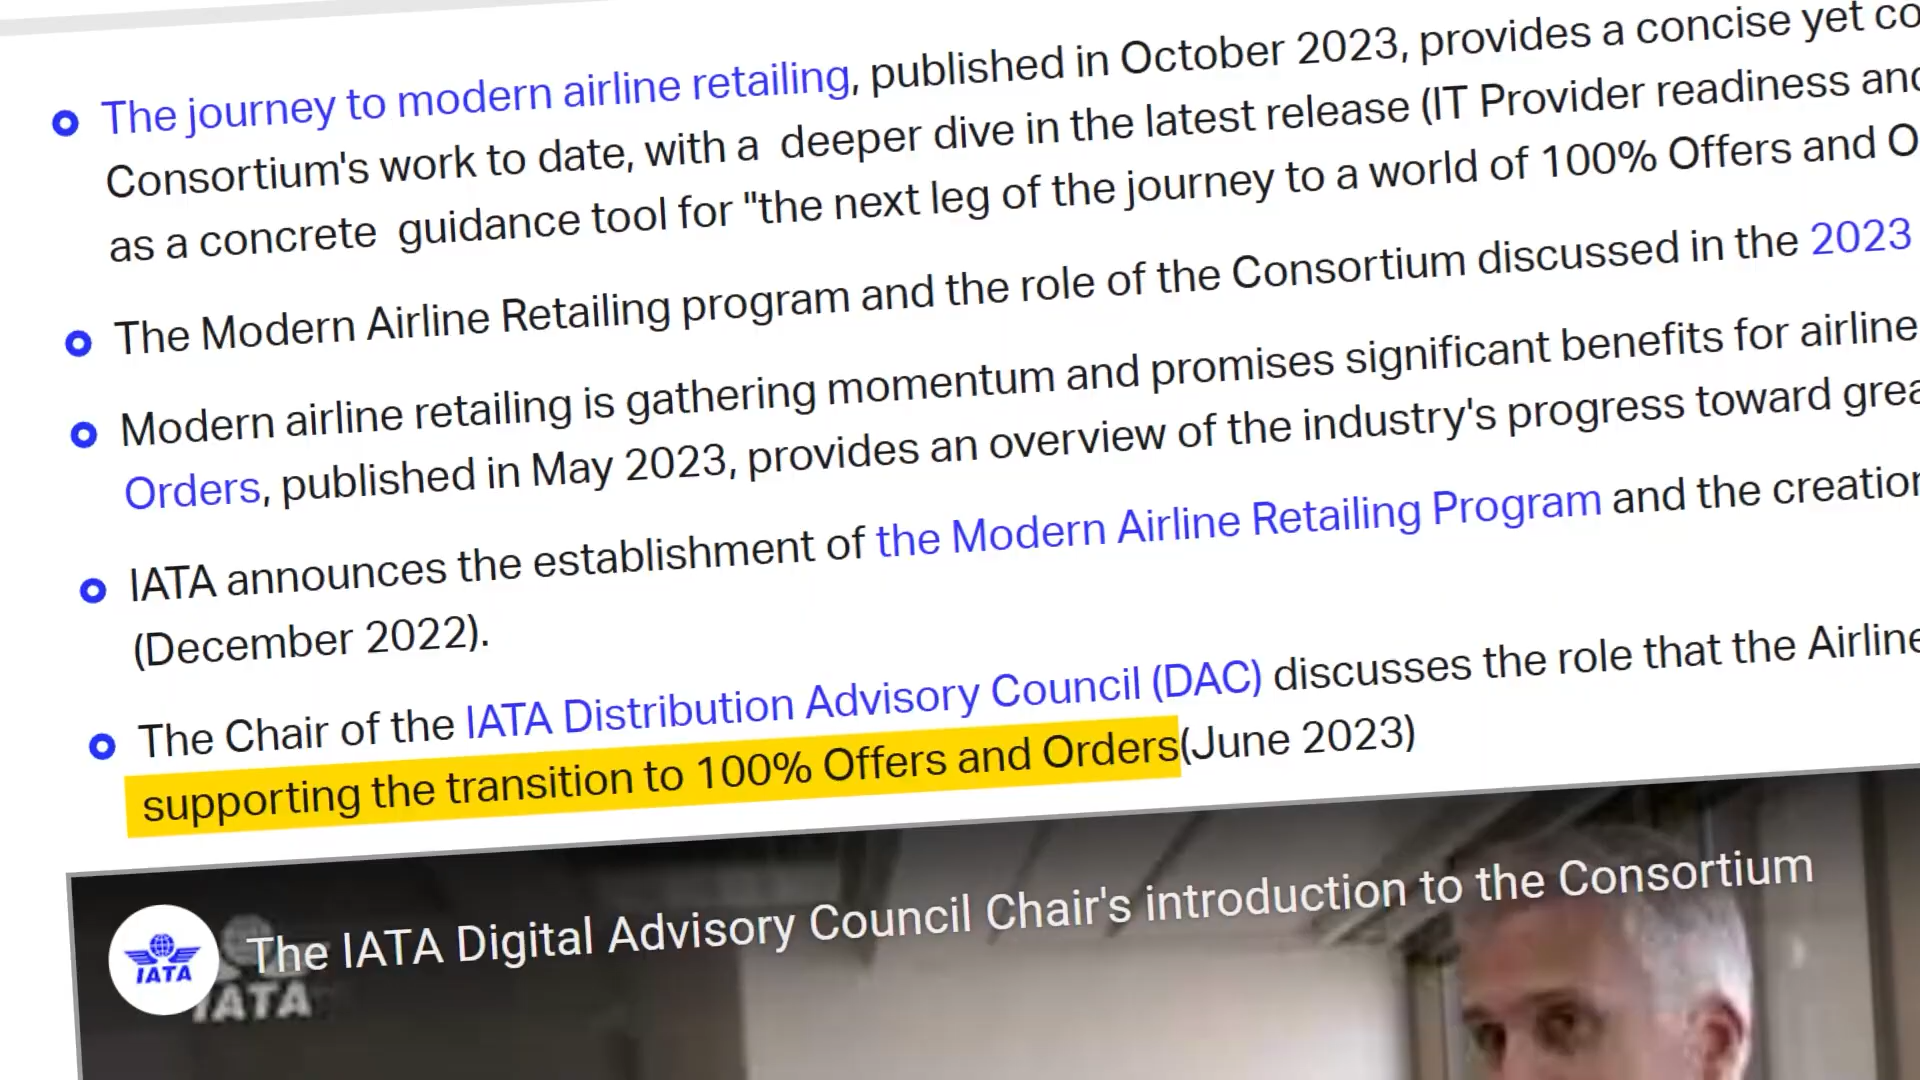 The journey to modern airline retailing, published in October 2023, provides a concise yet
Consortium's work to date, with a deeper dive in the latest release (IT Provider readiness
as a concrete guidance tool for "the next leg of the journey to a world of 100% Offers and
The Modern Airline Retailing program and the role of the Consortium discussed in the 2023
Modern airline retailing is gathering momentum and promises significant benefits for
Orders, published in May 2023, provides an overview of the industry's progress toward
IATA announces the establishment of the Modern Airline Retailing Program and the
(December 2022).
The Chair of the IATA Distribution Advisory Council (DAC) discusses the role that the Airline
supporting the transition to 100% Offers and Orders(June 2023)
The IATA Digital Advisory Council Chair's introduction to the Consortium
IATA
IATA